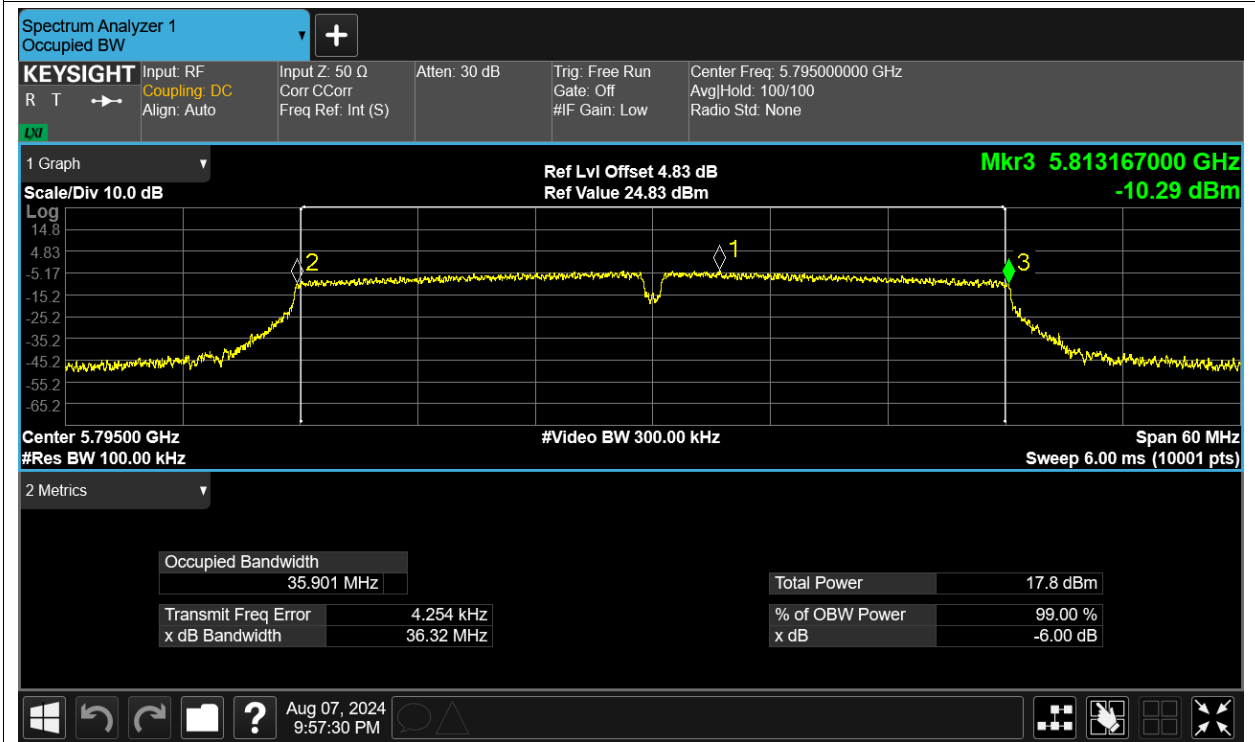 Spectrum Analyzer 1
Occupied BW
+
KEYSIGHT
R T
LXI
Input: RF
Coupling: DC
Align: Auto
Input Z: 50 Ω
Corr CCorr
Freq Ref: Int (S)
Atten: 30 dB
Trig: Free Run
Gate: Off
#IF Gain: Low
Center Freq: 5.795000000 GHz
Avg|Hold: 100/100
Radio Std: None
1 Graph
Scale/Div 10.0 dB
Ref Lvl Offset 4.83 dB
Ref Value 24.83 dBm
Mkr3 5.813167000 GHz
-10.29 dBm
Log
14.8
4.83
-5.17
-15.2
-25.2
-35.2
-45.2
-55.2
-65.2
2
1
3
Center 5.79500 GHz
#Res BW 100.00 kHz
#Video BW 300.00 kHz
Span 60 MHz
Sweep 6.00 ms (10001 pts)
2 Metrics
Occupied Bandwidth
35.901 MHz
Transmit Freq Error 4.254 kHz
x dB Bandwidth 36.32 MHz
Total Power 17.8 dBm
% of OBW Power 99.00 %
x dB -6.00 dB
?
Aug 07, 2024
9:57:30 PM